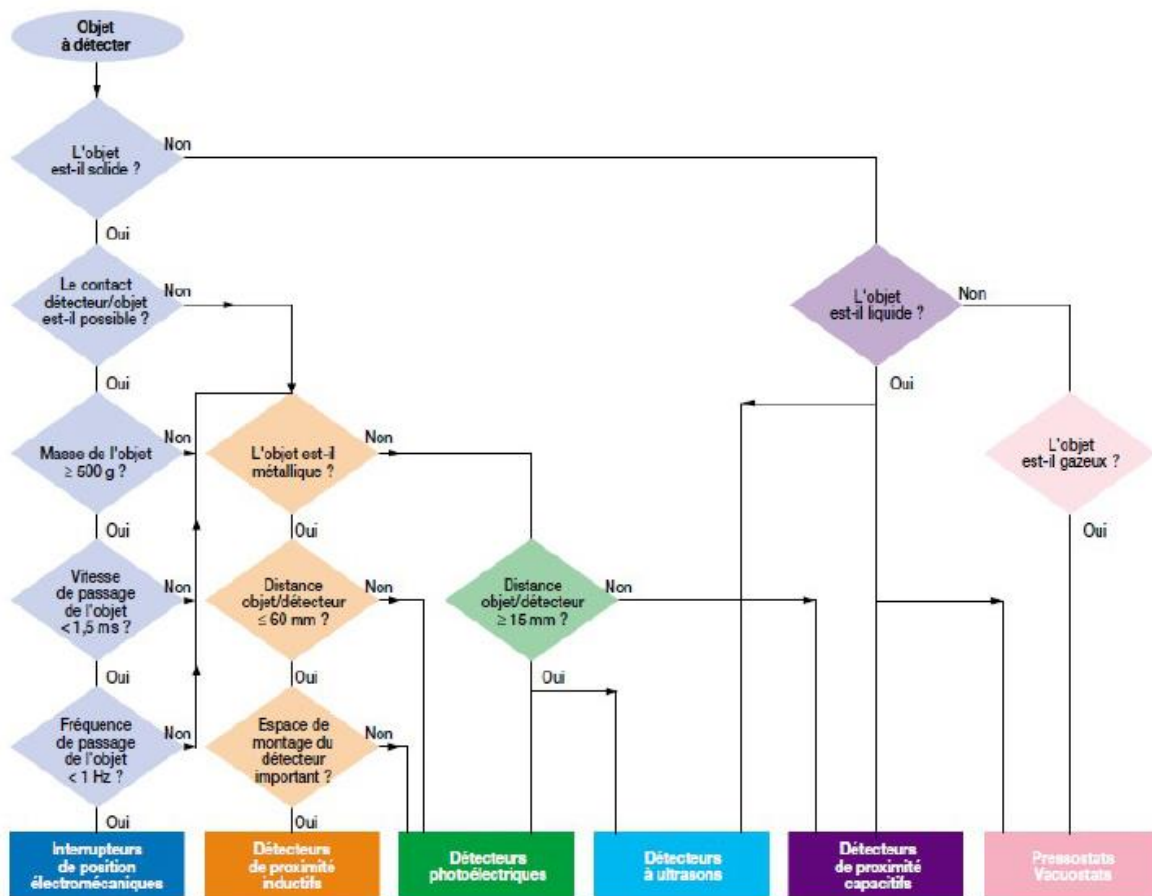 Objet
à détecter
L'objet
est-il solide ?
Non
Oui
Le contact
détecteur/objet
est-il possible ?
Non
Oui
L'objet
est-il liquide ?
Non
Oui
Masse de l'objet
≥ 500 g ?
Non
Oui
L'objet est-il
métallique ?
Non
Oui
L'objet
est-il gazeux ?
Oui
Vitesse
de passage
de l'objet
< 1,5 ms ?
Non
Oui
Distance
objet/détecteur
≤ 60 mm ?
Non
Oui
Distance
objet/détecteur
≥ 15 mm ?
Non
Oui
Fréquence
de passage
de l'objet
< 1 Hz ?
Non
Oui
Espace de
montage du
détecteur
important ?
Non
Oui
Interrupteurs
de position
électromécaniques
Détecteurs
de proximité
inductifs
Détecteurs
photoélectriques
Détecteurs
à ultrasons
Détecteurs
de proximité
capacitifs
Pressostats
Vacuostats